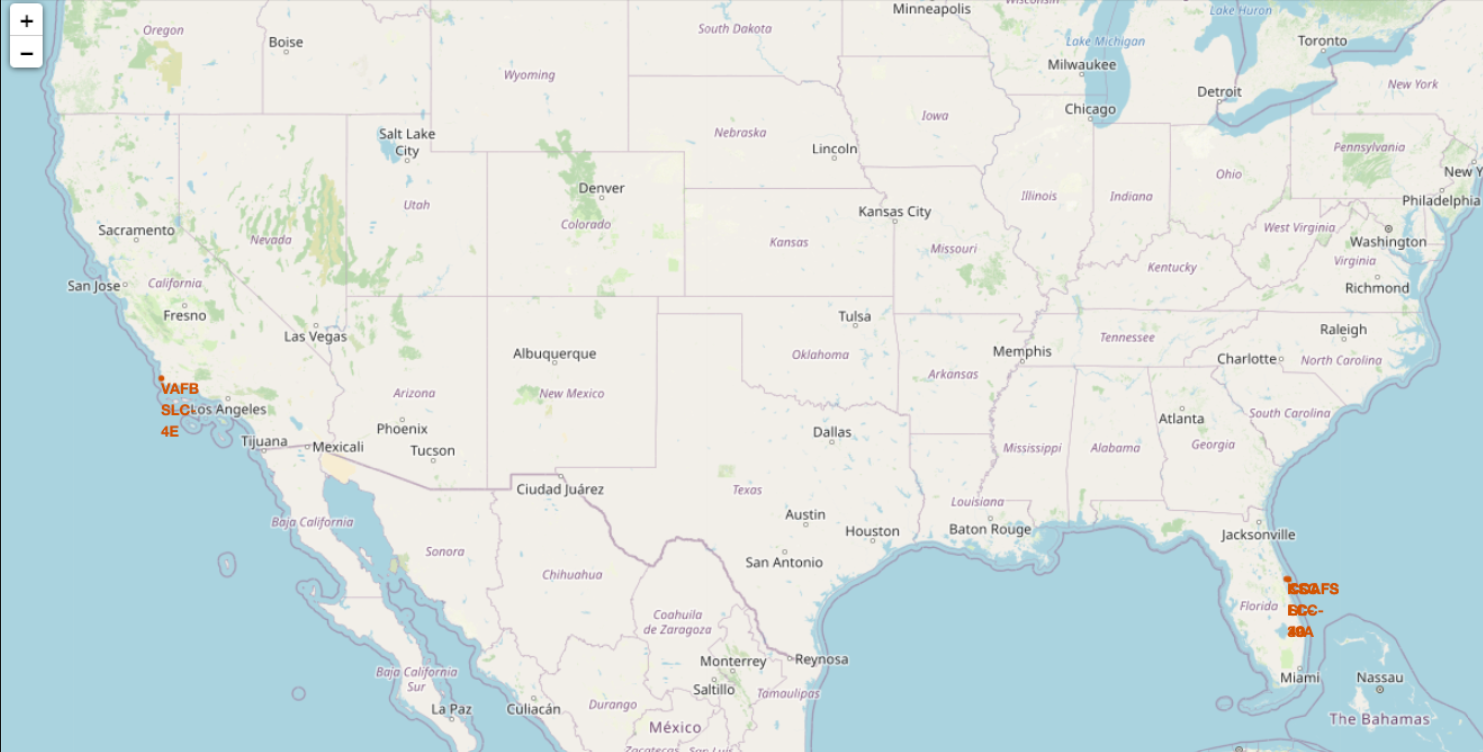 +
−
Minneapolis
Wisconsin
Lake Huron
Oregon
Boise
South Dakota
Lake Michigan
Toronto
Milwaukee
Wyoming
Detroit
New York
Chicago
Iowa
Salt Lake
City
Nebraska
Lincoln
Pennsylvania
New Y
Ohio
Denver
Utah
Illinois
Indiana
Philadelphia
Kansas City
Colorado
Sacramento
Nevada
Kansas
Missouri
West Virginia
Washington
Virginia
Kentucky
San Jose
California
Richmond
Fresno
Las Vegas
Tulsa
Raleigh
Tennessee
Albuquerque
Oklahoma
Memphis
Charlotte
North Carolina
Arkansas
VAFB
SLC-
4E
Los Angeles
Arizona
New Mexico
Atlanta
South Carolina
Phoenix
Dallas
Tijuana
Mexicali
Tucson
Mississippi
Alabama
Georgia
Ciudad Juárez
Texas
Louisiana
Austin
Baja California
Houston
Baton Rouge
Jacksonville
Sonora
San Antonio
Chihuahua
Florida
Coahuila
de Zaragoza
Monterrey
Reynosa
Baja California
Sur
Saltillo
Tamaulipas
Miami
Nassau
La Paz
Culiacán
Durango
México
The Bahamas
Zacatecas
San Luis